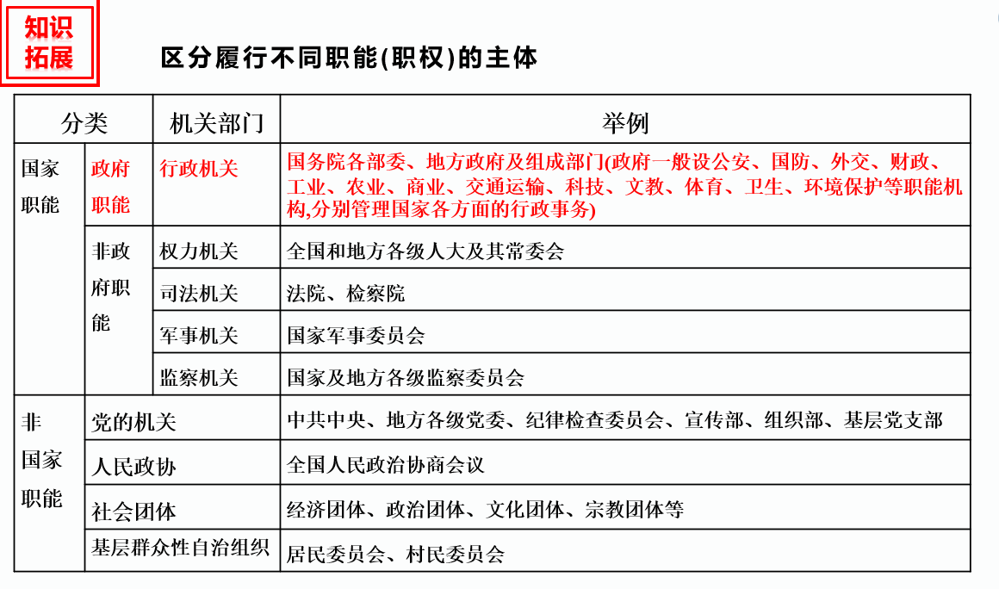 知识
拓展
区分履行不同职能(职权)的主体
分类 机关部门 举例
国家
职能
政府
职能
行政机关
国务院各部委、地方政府及组成部门(政府一般设公安、国防、外交、财政、
工业、农业、商业、交通运输、科技、文教、体育、卫生、环境保护等职能机
构,分别管理国家各方面的行政事务)
非政
府职
能
权力机关 全国和地方各级人大及其常委会
司法机关 法院、检察院
军事机关 国家军事委员会
监察机关 国家及地方各级监察委员会
非
国家
职能
党的机关 中共中央、地方各级党委、纪律检查委员会、宣传部、组织部、基层党支部
人民政协 全国人民政治协商会议
社会团体 经济团体、政治团体、文化团体、宗教团体等
基层群众性自治组织 居民委员会、村民委员会